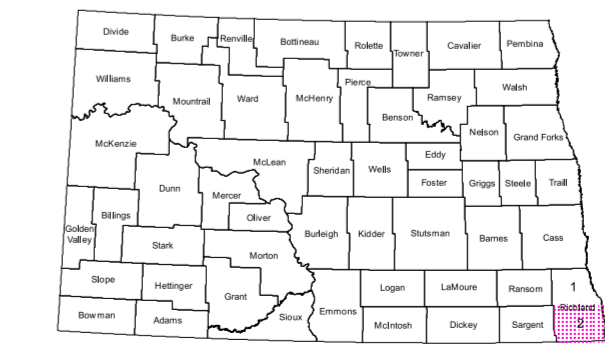 Divide
Burke
Renville
Bottineau
Rolette
Towner
Cavalier
Pembina
Williams
Mountrail
Ward
McHenry
Pierce
Benson
Ramsey
Walsh
Nelson
Grand Forks
McKenzie
Dunn
McLean
Mercer
Oliver
Sheridan
Wells
Eddy
Foster
Griggs
Steele
Traill
Golden
Valley
Billings
Stark
Morton
Burleigh
Kidder
Stutsman
Barnes
Cass
Slope
Hettinger
Grant
Bowman
Adams
Sioux
Emmons
Logan
LaMoure
Ransom
1
Richland
2
McIntosh
Dickey
Sargent